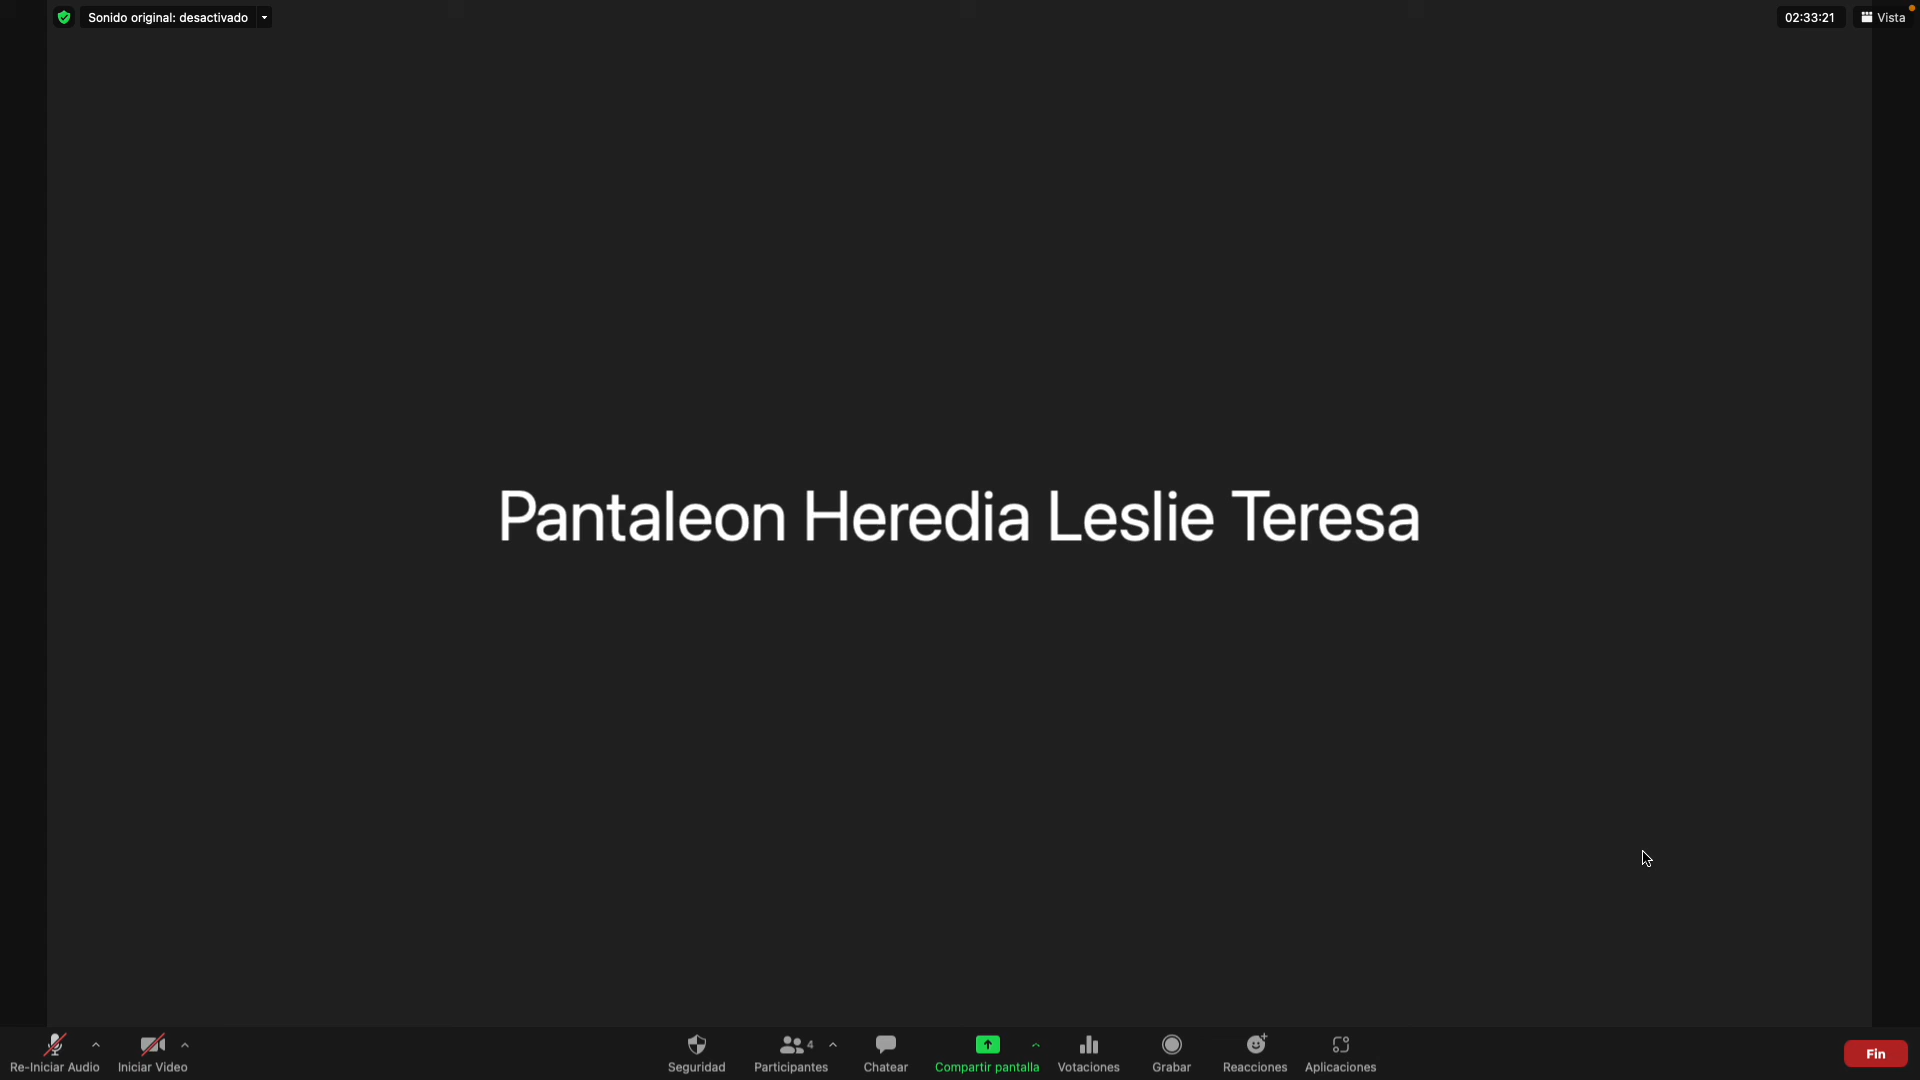 Sonido original: desactivado
02:33:21
Vista
Pantaleon Heredia Leslie Teresa
Re-Iniciar Audio
Iniciar Video
Seguridad
4
Participantes
Chatear
Compartir pantalla
Votaciones
Grabar
Reacciones
Aplicaciones
Fin